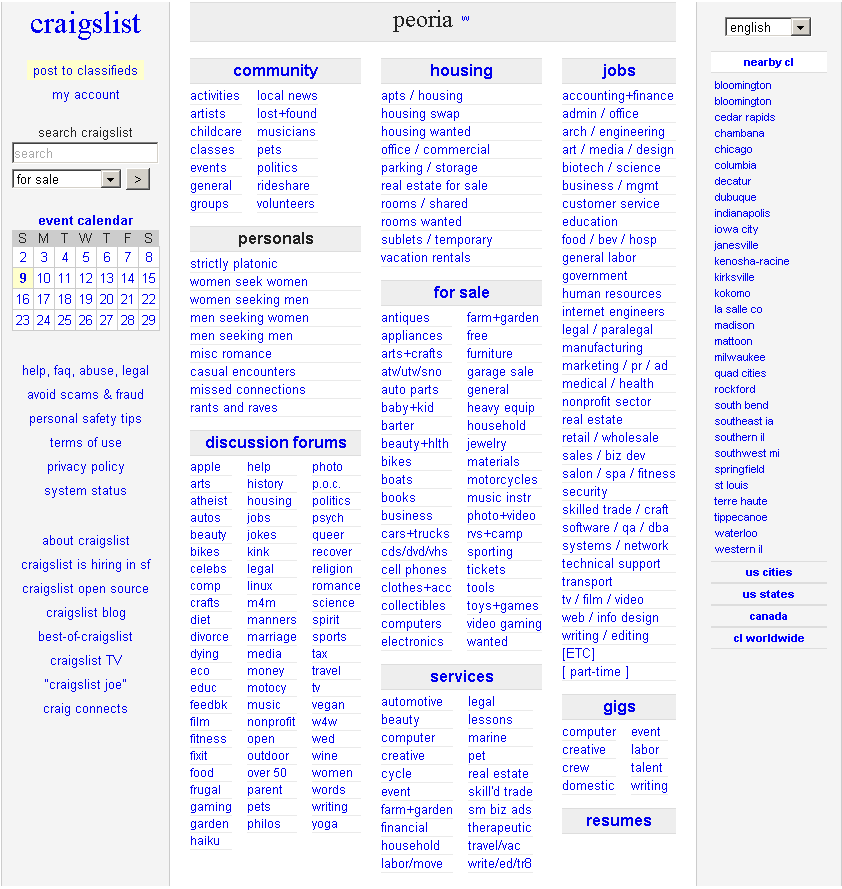 craigslist
post to classifieds
my account
search craigslist
search
for sale
>
event calendar
S M T W T F S
2 3 4 5 6 7 8
9 10 11 12 13 14 15
16 17 18 19 20 21 22
23 24 25 26 27 28 29
help, faq, abuse, legal
avoid scams & fraud
personal safety tips
terms of use
privacy policy
system status
about craigslist
craigslist is hiring in sf
craigslist open source
craigslist blog
best-of-craigslist
craigslist TV
"craigslist joe"
craig connects
peoria w
community
activities
artists
childcare
classes
events
general
groups
local news
lost+found
musicians
pets
politics
rideshare
volunteers
personals
strictly platonic
women seek women
women seeking men
men seeking women
men seeking men
misc romance
casual encounters
missed connections
rants and raves
discussion forums
apple
arts
atheist
autos
beauty
bikes
celebs
comp
crafts
diet
divorce
dying
eco
educ
feedbk
film
fitness
fixit
food
frugal
gaming
garden
haiku
help
history
housing
jobs
jokes
kink
legal
linux
m4m
manners
marriage
media
money
motocy
music
nonprofit
open
outdoor
over 50
parent
pets
philos
photo
p.o.c.
politics
psych
queer
recover
religion
romance
science
spirit
sports
tax
travel
tv
vegan
w4w
wed
wine
women
words
writing
yoga
housing
apts / housing
housing swap
housing wanted
office / commercial
parking / storage
real estate for sale
rooms / shared
rooms wanted
sublets / temporary
vacation rentals
for sale
antiques
appliances
arts+crafts
atv/utv/sno
auto parts
baby+kid
barter
beauty+hlth
bikes
boats
books
business
cars+trucks
cds/dvd/vhs
cell phones
clothes+acc
collectibles
computers
electronics
farm+garden
free
furniture
garage sale
general
heavy equip
household
jewelry
materials
motorcycles
music instr
photo+video
rvs+camp
sporting
tickets
tools
toys+games
video gaming
wanted
services
automotive
beauty
computer
creative
cycle
event
farm+garden
financial
household
labor/move
legal
lessons
marine
pet
real estate
skill'd trade
sm biz ads
therapeutic
travel/vac
write/ed/tr8
jobs
accounting+finance
admin / office
arch / engineering
art / media / design
biotech / science
business / mgmt
customer service
education
food / bev / hosp
general labor
government
human resources
internet engineers
legal / paralegal
manufacturing
marketing / pr / ad
medical / health
nonprofit sector
real estate
retail / wholesale
sales / biz dev
salon / spa / fitness
security
skilled trade / craft
software / qa / dba
systems / network
technical support
transport
tv / film / video
web / info design
writing / editing
[ETC]
[ part-time ]
gigs
computer
creative
crew
domestic
event
labor
talent
writing
resumes
english
nearby cl
bloomington
bloomington
cedar rapids
chambana
chicago
columbia
decatur
dubuque
indianapolis
iowa city
janesville
kenosha-racine
kirksville
kokomo
la salle co
madison
mattoon
milwaukee
quad cities
rockford
south bend
southeast ia
southern il
southwest mi
springfield
st louis
terre haute
tippecanoe
waterloo
western il
us cities
us states
canada
cl worldwide